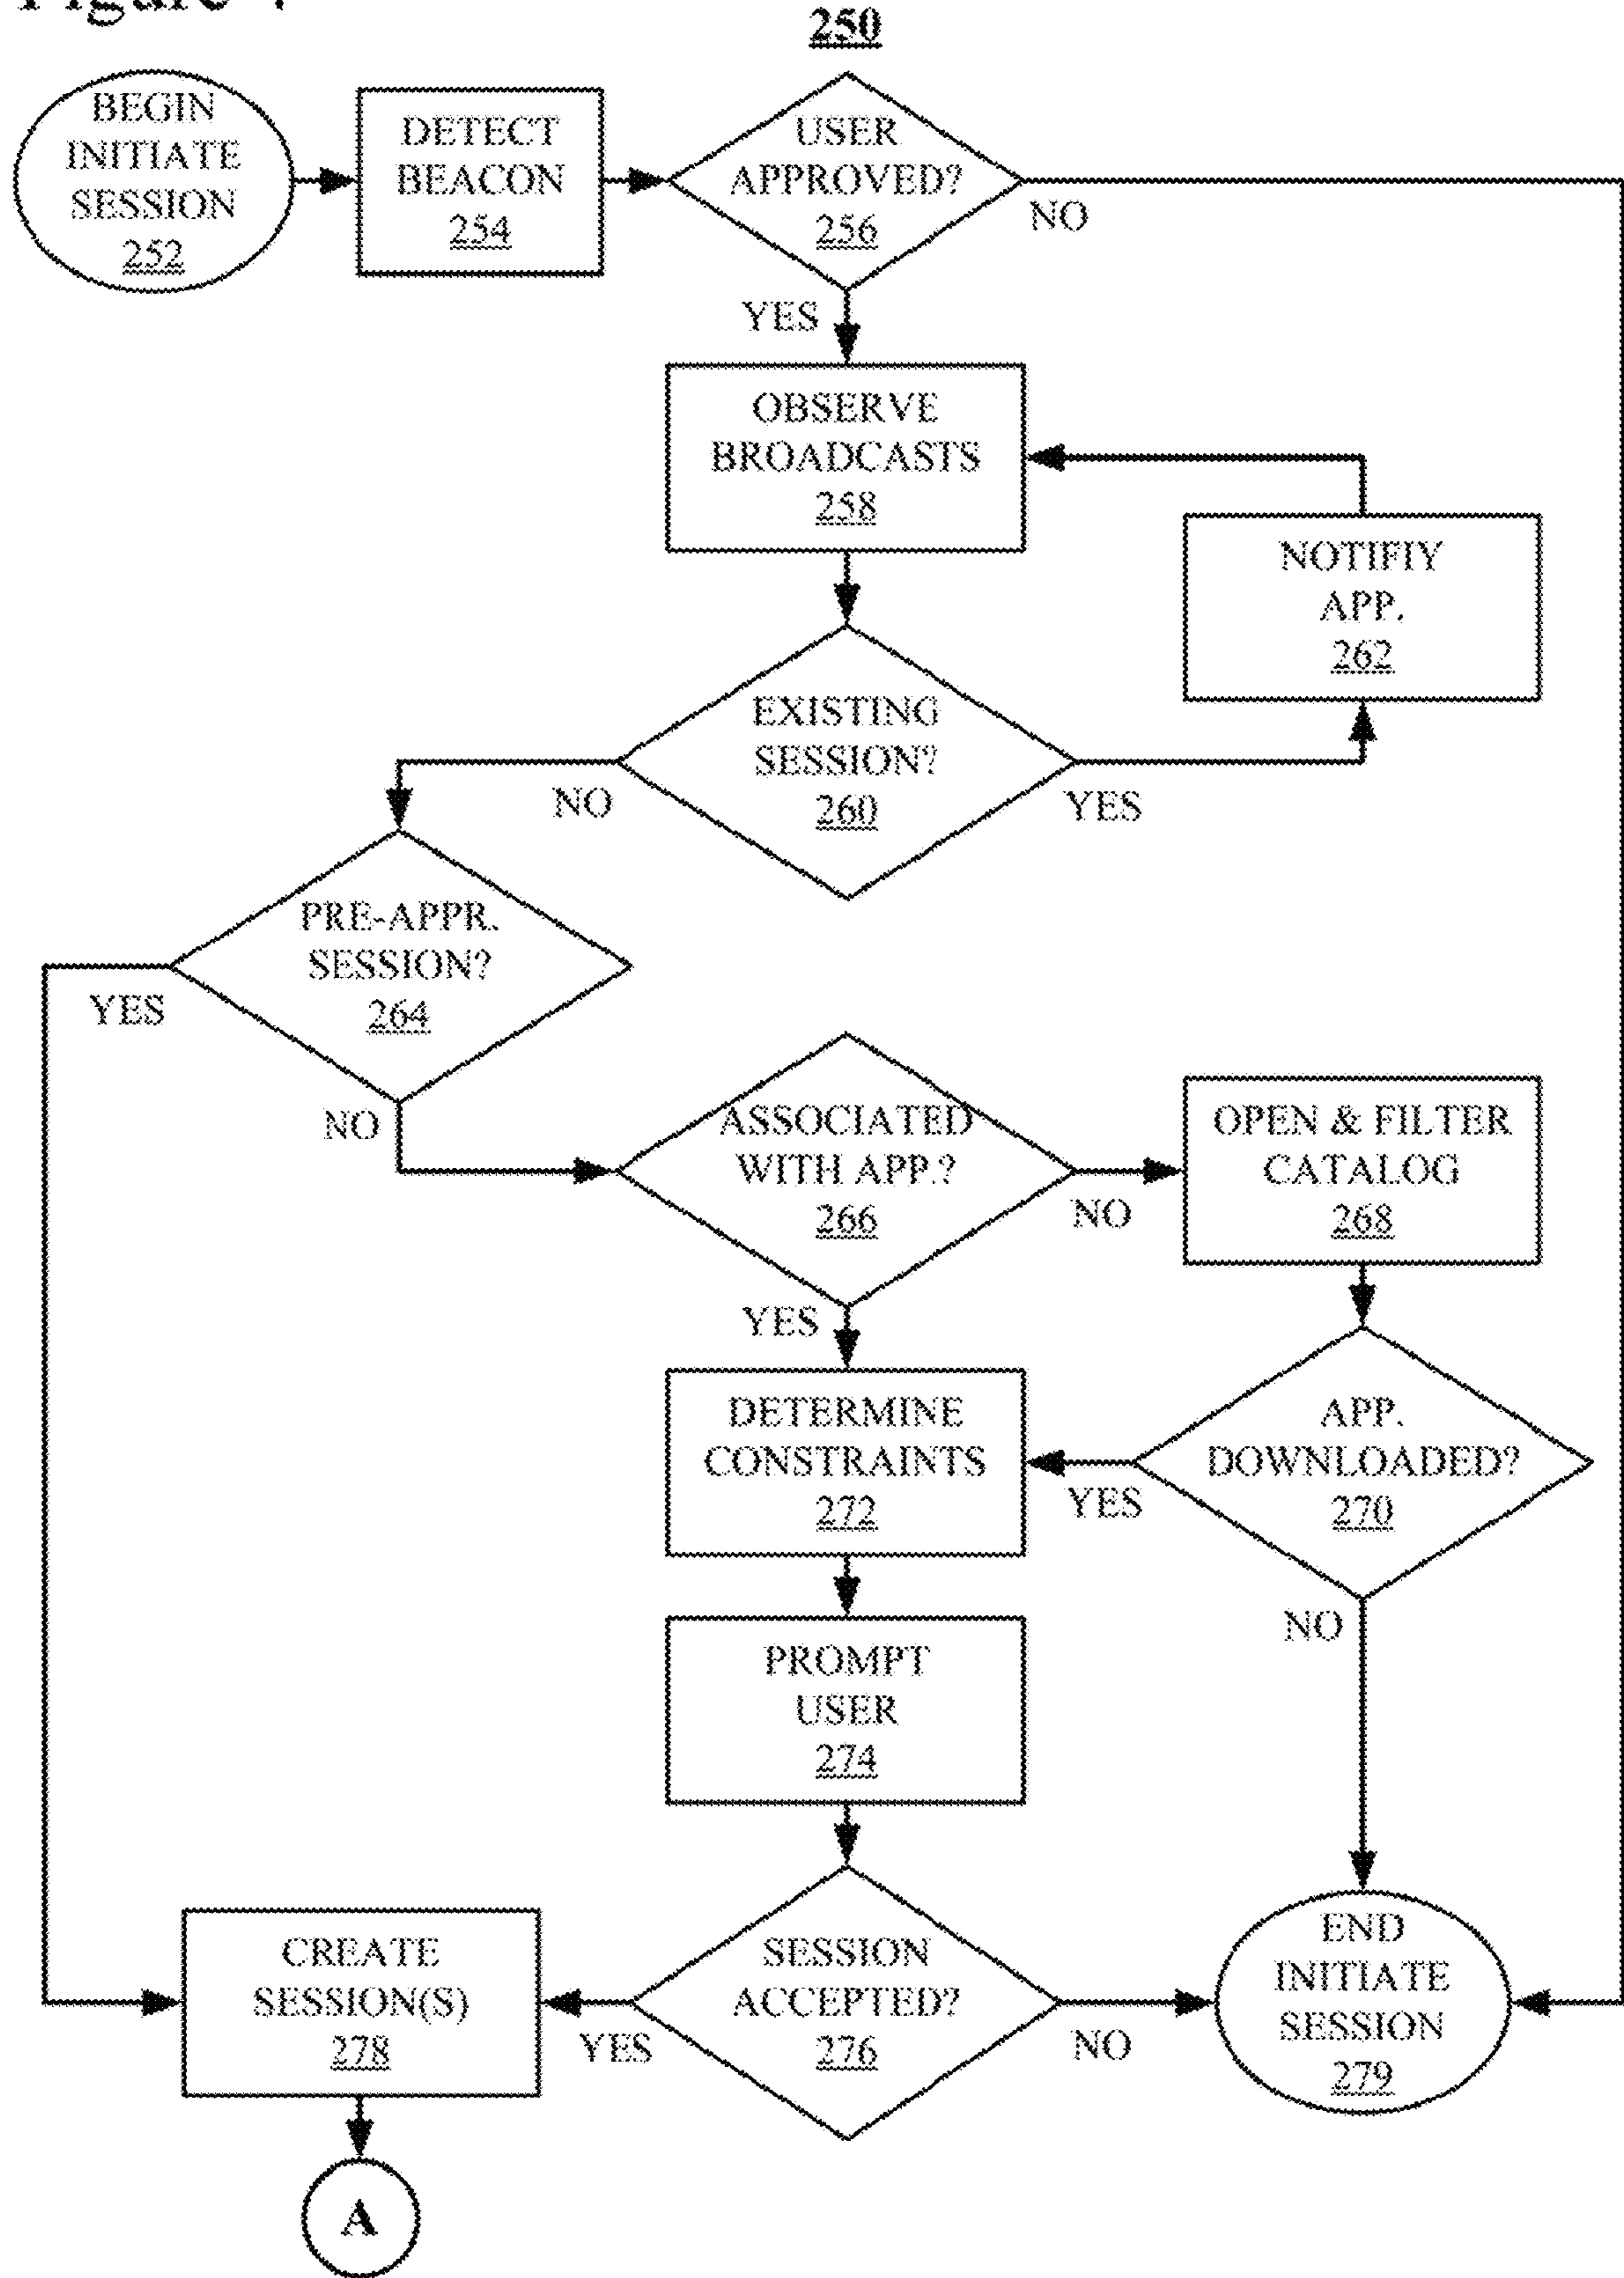 250
BEGIN
INITIATE
SESSION
252
DETECT
BEACON
254
USER
APPROVED?
256
NO
YES
OBSERVE
BROADCASTS
258
NOTIFIY
APP.
262
EXISTING
SESSION?
260
NO
YES
PRE-APPR.
SESSION?
264
YES
NO
ASSOCIATED
WITH APP.?
266
NO
YES
OPEN & FILTER
CATALOG
268
DETERMINE
CONSTRAINTS
272
APP.
DOWNLOADED?
270
YES
NO
PROMPT
USER
274
CREATE
SESSION(S)
278
SESSION
ACCEPTED?
276
YES
NO
END
INITIATE
SESSION
279
A